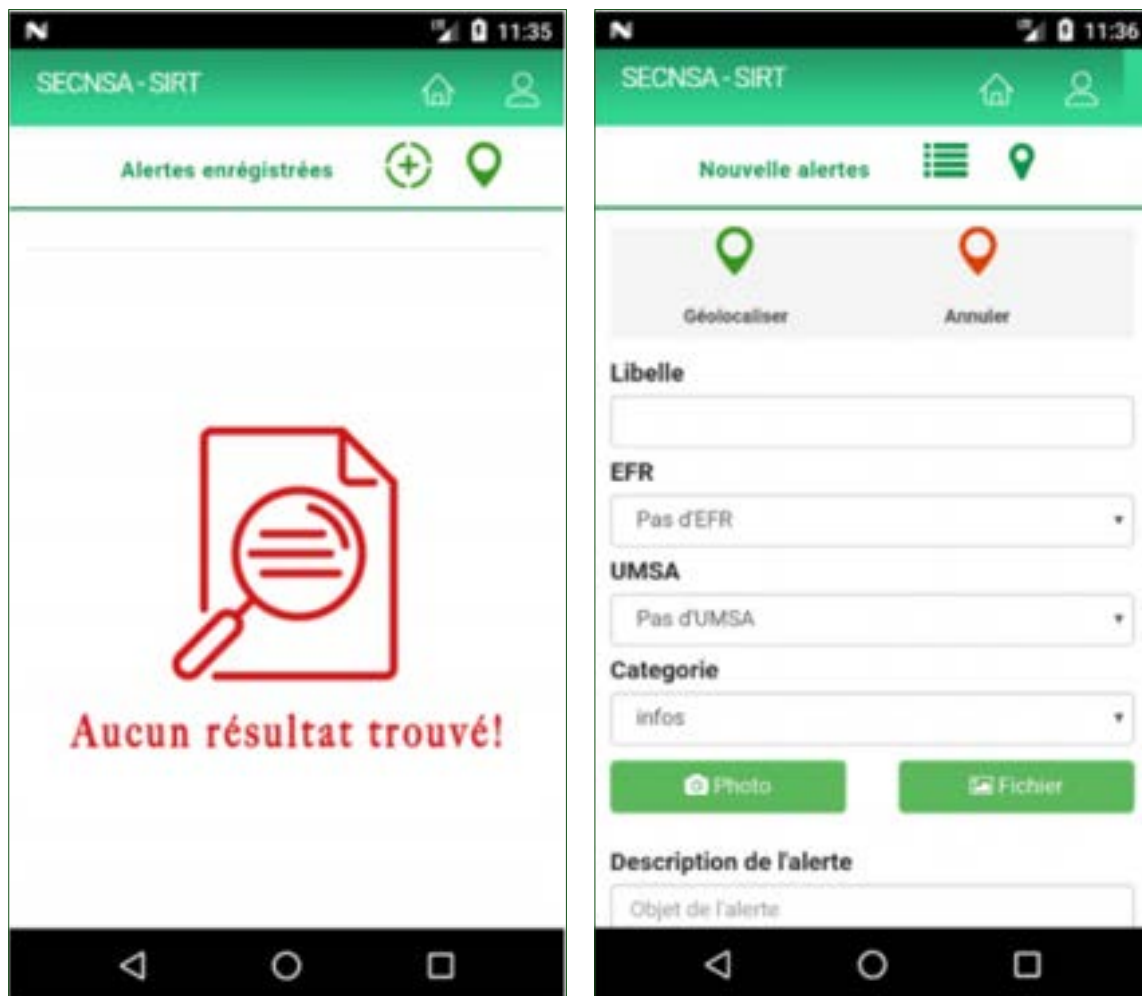 11:35
SECNSA - SIRT
Alertes enrégistrées
Aucun résultat trouvé!
11:36
SECNSA - SIRT
Nouvelle alertes
Géolocaliser Annuler
Libelle
EFR
Pas d'EFR
UMSA
Pas d'UMSA
Categorie
infos
Photo Fichier
Description de l'alerte
Objet de l'alerte